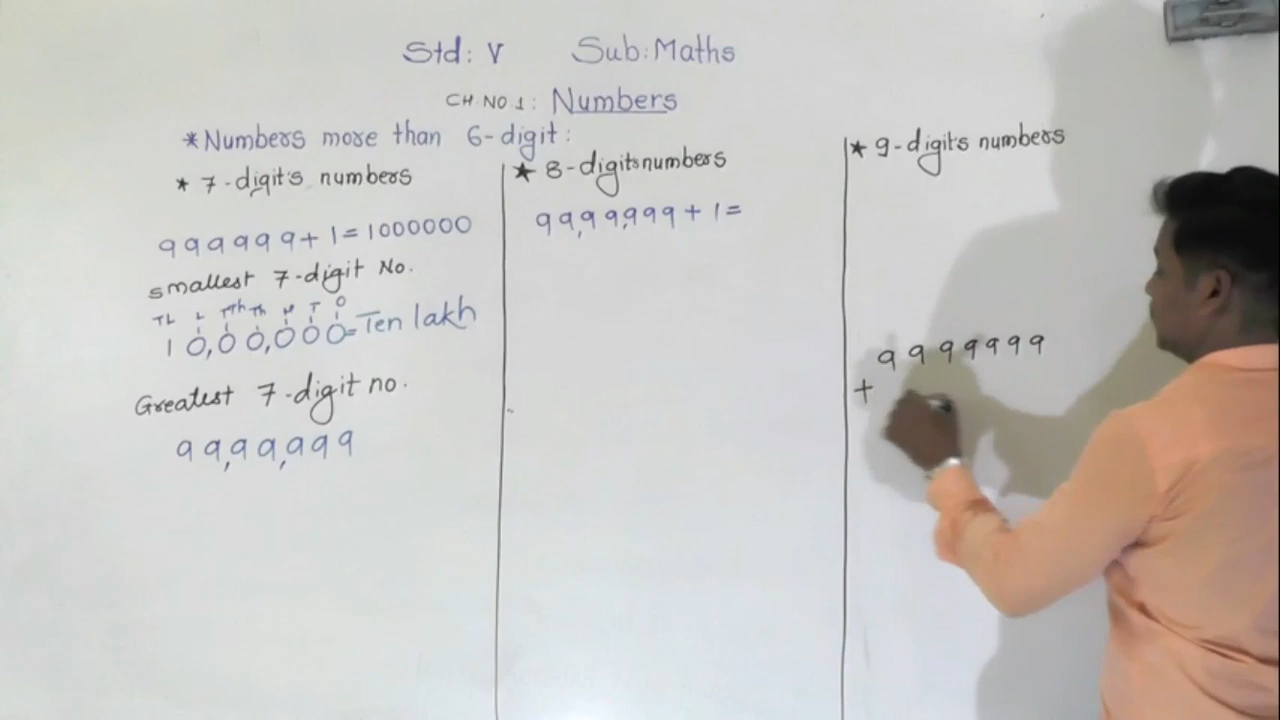 Std: V Sub: Maths
CH. NO 1: Numbers
*Numbers more than 6-digit:
* 7-digits numbers
999999+1=1000000
smallest 7-digit No.
TL L TTh Th H T O
10,00,000=Ten lakh
Greatest 7-digit no.
99,99,999
★ 8-digitsnumbers
99,99,999+1=
★ 9-digits numbers
9999999
+